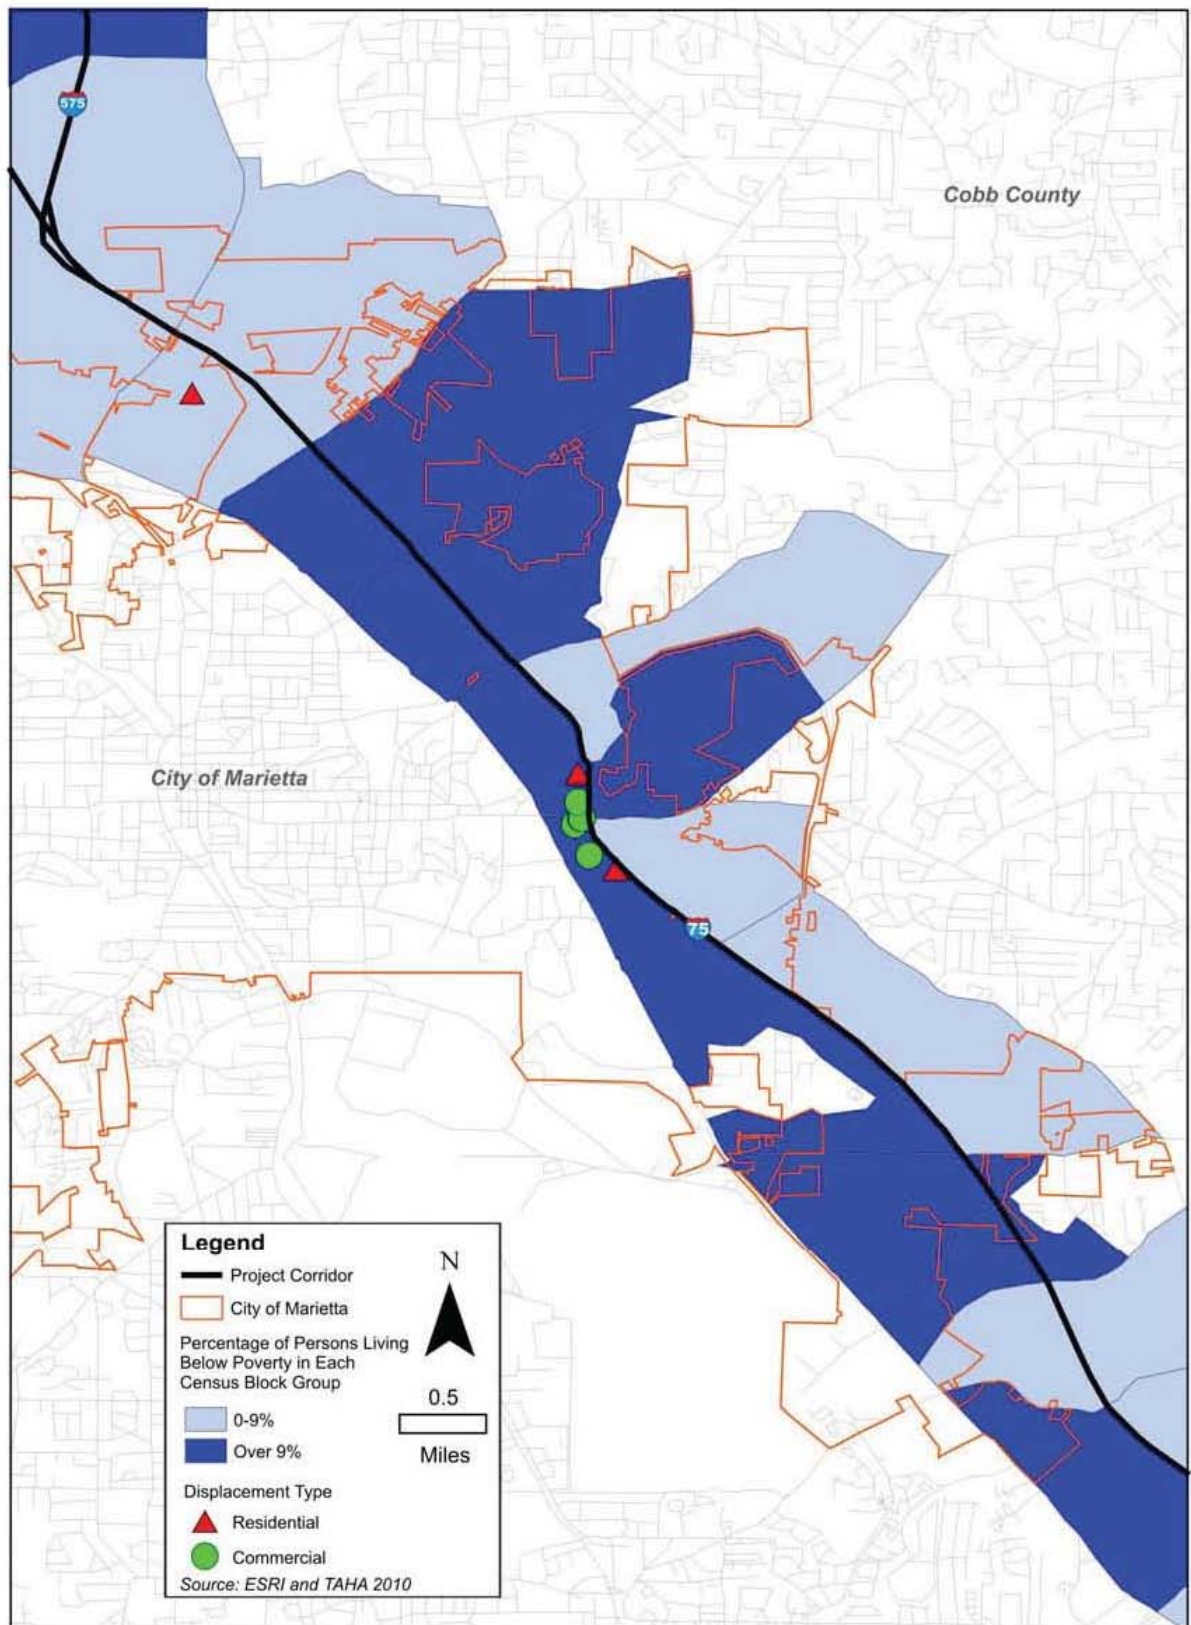 575
Cobb County
City of Marietta
75
Legend
Project Corridor
City of Marietta
Percentage of Persons Living
Below Poverty in Each
Census Block Group
0-9%
Over 9%
N
0.5
Miles
Displacement Type
Residential
Commercial
Source: ESRI and TAHA 2010